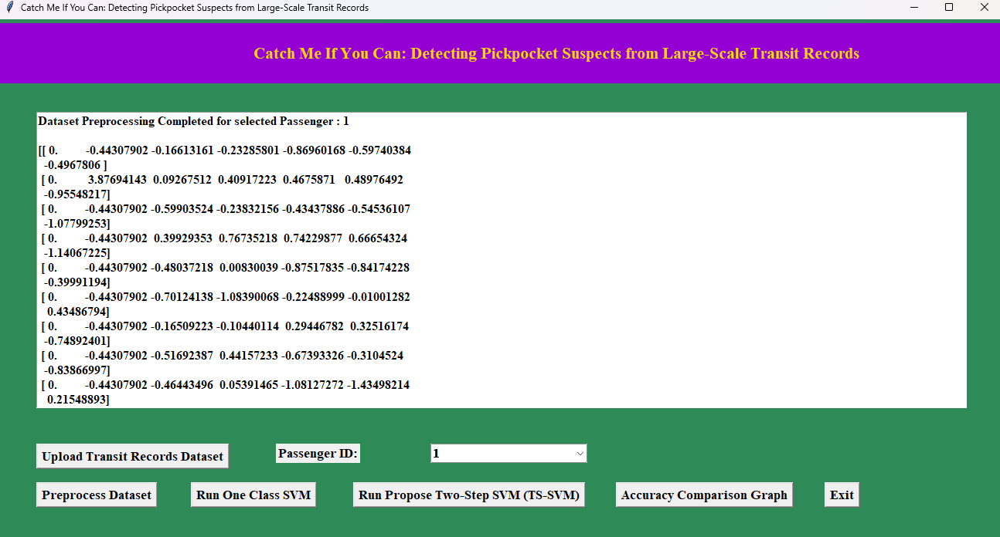 Catch Me If You Can: Detecting Pickpocket Suspects from Large-Scale Transit Records
Catch Me If You Can: Detecting Pickpocket Suspects from Large-Scale Transit Records
Dataset Preprocessing Completed for selected Passenger : 1
[[ 0. -0.44307902 -0.16613161 -0.23285801 -0.86960168 -0.59740384
-0.4967806 ]
[ 0. 3.87694143 0.09267512 0.40917223 0.4675871 0.48976492
-0.95548217]
[ 0. -0.44307902 -0.59903524 -0.23832156 -0.43437886 -0.54536107
-1.07799253]
[ 0. -0.44307902 0.39929353 0.76735218 0.74229877 0.66654324
-1.14067225]
[ 0. -0.44307902 -0.48037218 0.00830039 -0.87517835 -0.84174228
-0.39991194]
[ 0. -0.44307902 -0.70124138 -1.08390068 -0.22488999 -0.01001282
0.43486794]
[ 0. -0.44307902 -0.16509223 -0.10440114 0.29446782 0.32516174
-0.74892401]
[ 0. -0.44307902 -0.51692387 0.44157233 -0.67393326 -0.3104524
-0.83866997]
[ 0. -0.44307902 -0.46443496 0.05391465 -1.08127272 -1.43498214
0.21548893]
Upload Transit Records Dataset Passenger ID: 1
Preprocess Dataset Run One Class SVM Run Propose Two-Step SVM (TS-SVM) Accuracy Comparison Graph Exit